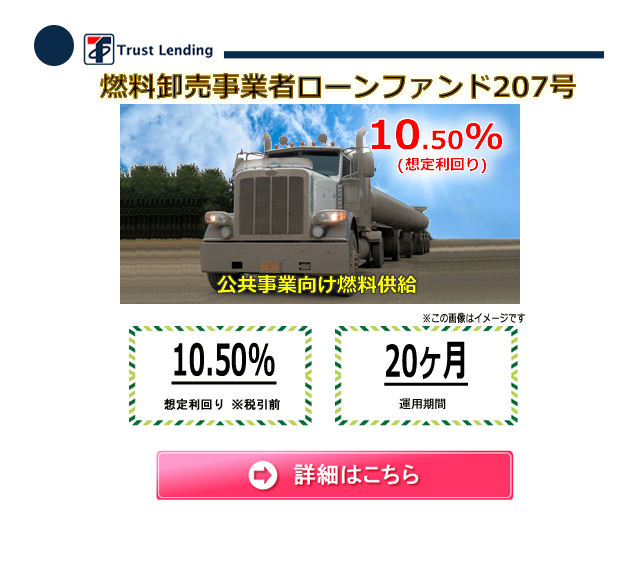 Trust Lending
燃料卸売事業者ローンファンド207号
10.50%
(想定利回り)
公共事業向け燃料供給
※この画像はイメージです
10.50%
想定利回り ※税引前
20ヶ月
運用期間
詳細はこちら